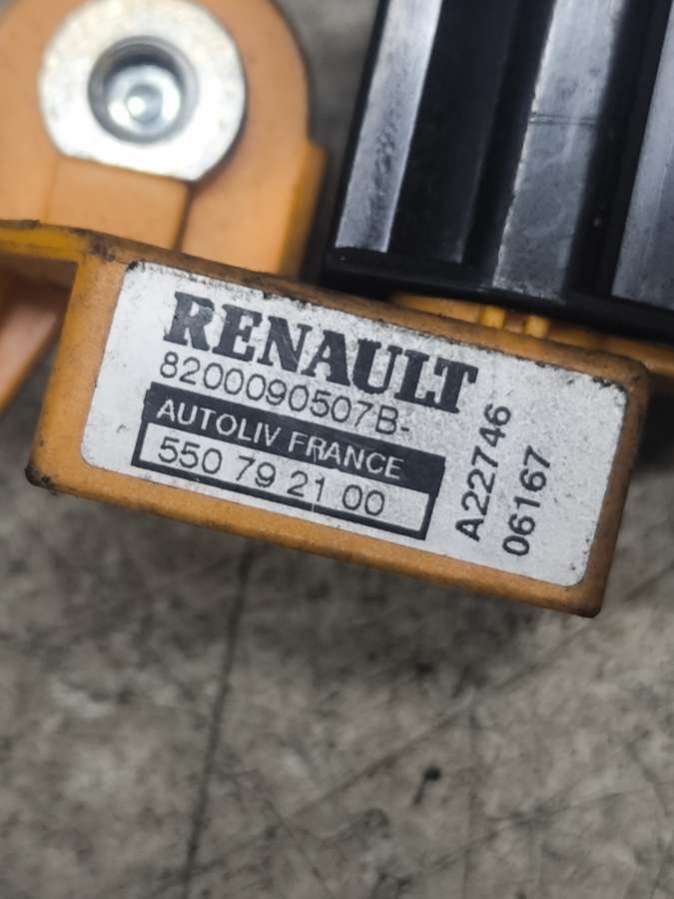 RENAULT
8200090507B-
AUTOLIV FRANCE
550 79 21 00
A22746
06167